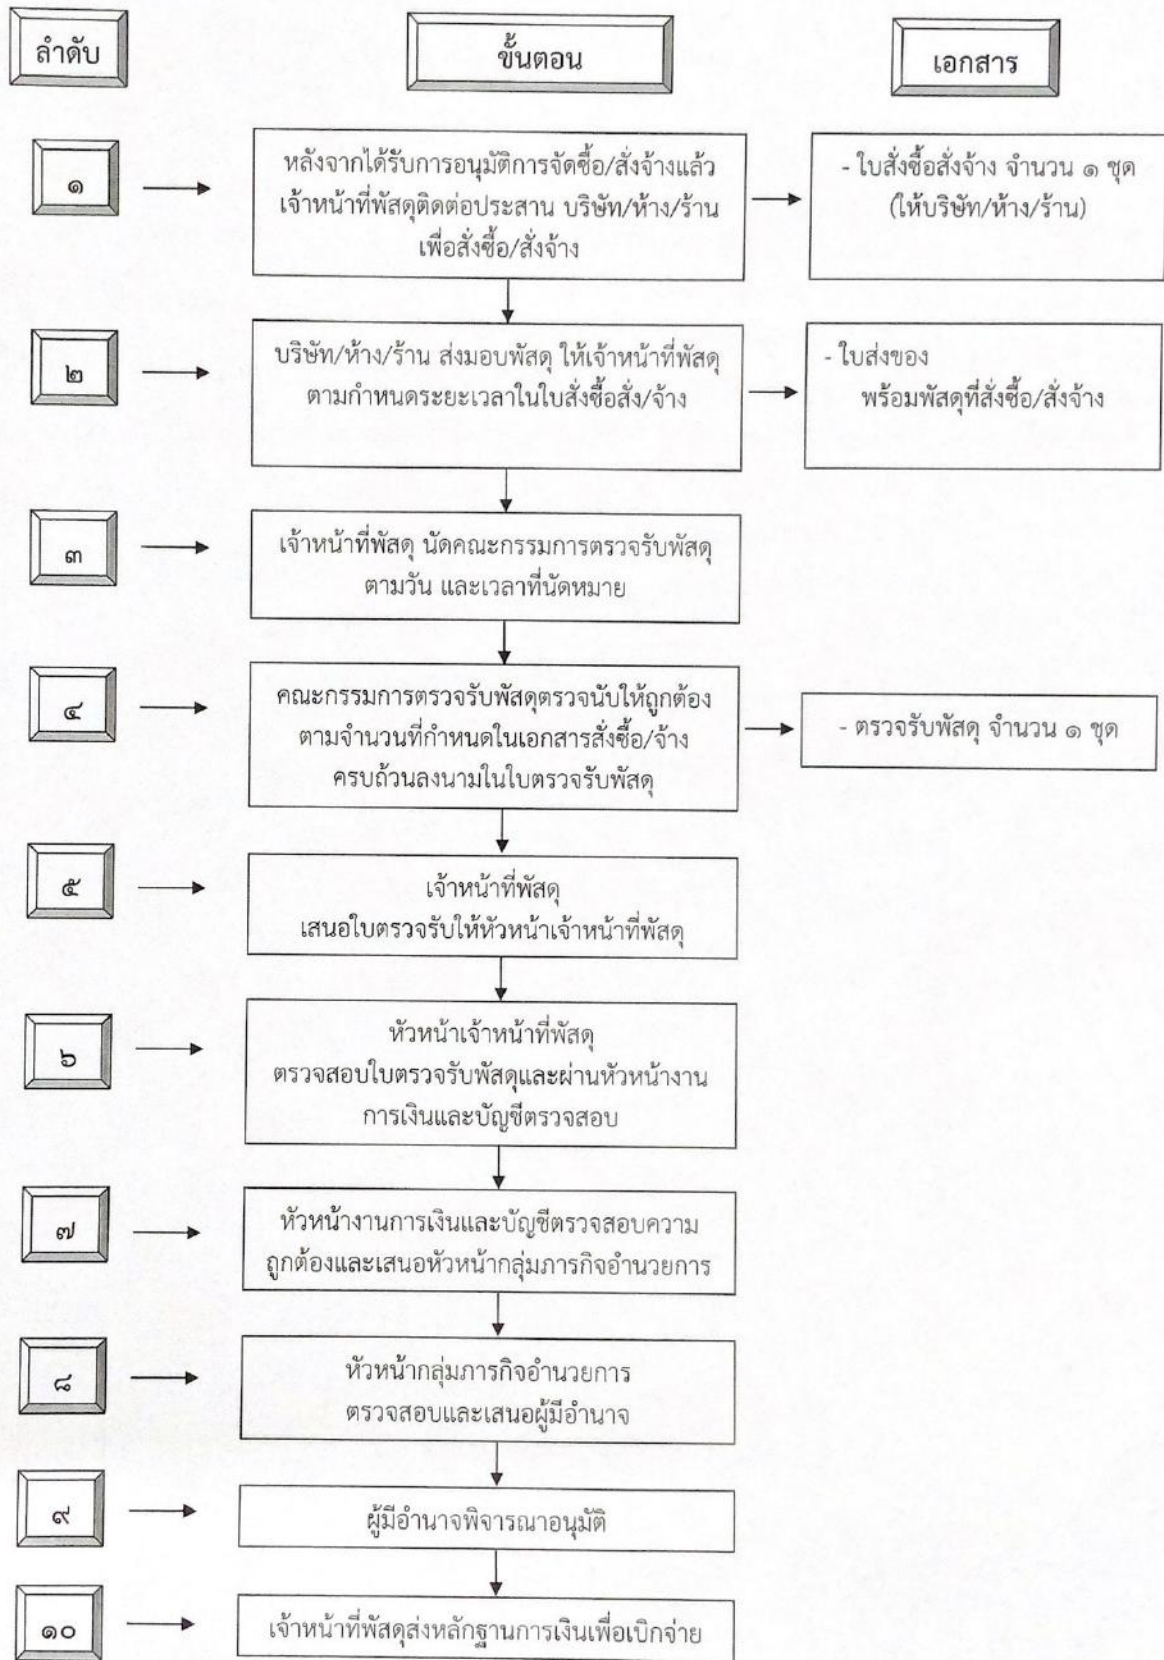 ลำดับ
ขั้นตอน
เอกสาร
๑
หลังจากได้รับการอนุมัติการจัดซื้อ/สั่งจ้างแล้ว
เจ้าหน้าที่พัสดุติดต่อประสาน บริษัท/ห้าง/ร้าน
เพื่อสั่งซื้อ/สั่งจ้าง
- ใบสั่งซื้อสั่งจ้าง จำนวน ๑ ชุด
(ให้บริษัท/ห้าง/ร้าน)
๒
บริษัท/ห้าง/ร้าน ส่งมอบพัสดุ ให้เจ้าหน้าที่พัสดุ
ตามกำหนดระยะเวลาในใบสั่งซื้อสั่ง/จ้าง
- ใบส่งของ
พร้อมพัสดุที่สั่งซื้อ/สั่งจ้าง
๓
เจ้าหน้าที่พัสดุ นัดคณะกรรมการตรวจรับพัสดุ
ตามวัน และเวลาที่นัดหมาย
๔
คณะกรรมการตรวจรับพัสดุตรวจนับให้ถูกต้อง
ตามจำนวนที่กำหนดในเอกสารสั่งซื้อ/จ้าง
ครบถ้วนลงนามในใบตรวจรับพัสดุ
- ตรวจรับพัสดุ จำนวน ๑ ชุด
๕
เจ้าหน้าที่พัสดุ
เสนอใบตรวจรับให้หัวหน้าเจ้าหน้าที่พัสดุ
๖
หัวหน้าเจ้าหน้าที่พัสดุ
ตรวจสอบใบตรวจรับพัสดุและผ่านหัวหน้างาน
การเงินและบัญชีตรวจสอบ
๗
หัวหน้างานการเงินและบัญชีตรวจสอบความ
ถูกต้องและเสนอหัวหน้ากลุ่มภารกิจอำนวยการ
๘
หัวหน้ากลุ่มภารกิจอำนวยการ
ตรวจสอบและเสนอผู้มีอำนาจ
๙
ผู้มีอำนาจพิจารณาอนุมัติ
๑๐
เจ้าหน้าที่พัสดุส่งหลักฐานการเงินเพื่อเบิกจ่าย